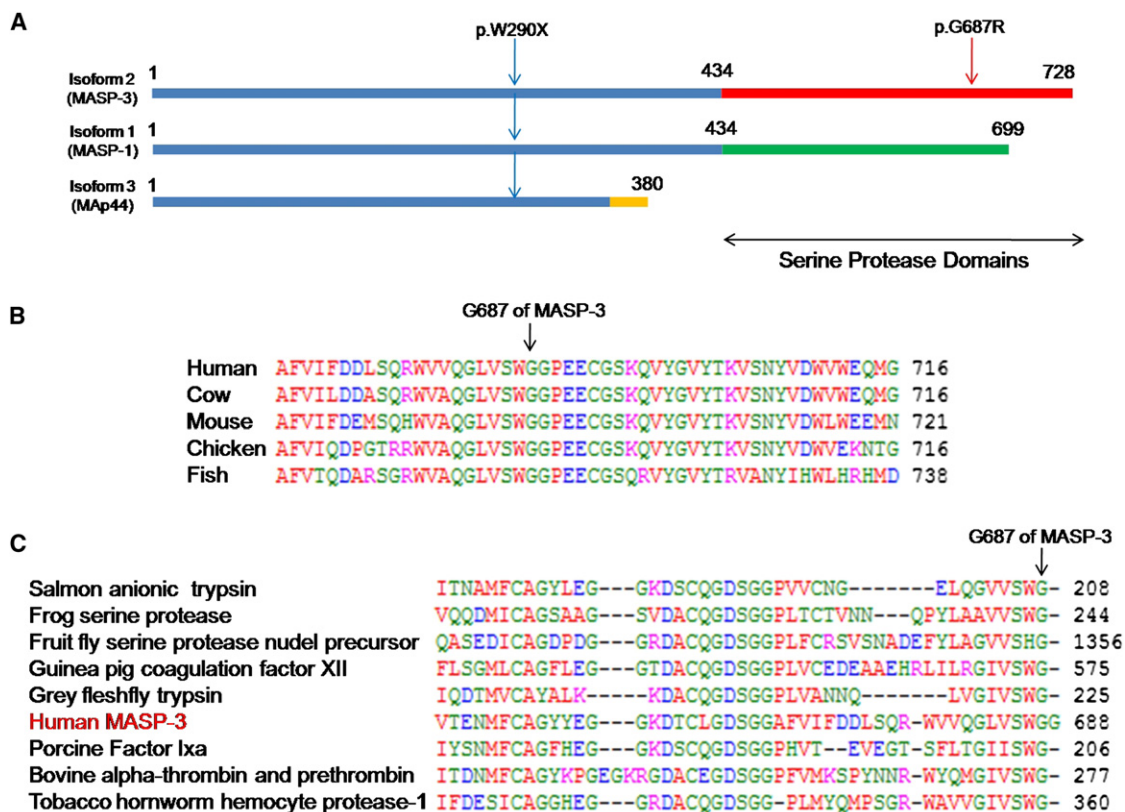 A
p.W290X p.G687R
Isoform 2 1 434 728
(MASP-3)
Isoform 1 1 434 699
(MASP-1)
Isoform 3 1 380
(MAp44)
Serine Protease Domains
B
G687 of MASP-3
Human AFVIFDDLSQRWVVQGLVSWGGPEECGSKQVYGVYTKVSNYVDWVWEQMG 716
Cow AFVILDDASQRWVAQGLVSWGGPEECGSKQVYGVYTKVSNYVDWVWEQMG 716
Mouse AFVIFDEMSQHWVAQGLVSWGGPEECGSKQVYGVYTKVSNYVDWLWEEMN 721
Chicken AFVIQDPGTRRWVAQGLVSWGGPEECGSKQVYGVYTKVSNYVDWVEKNTG 716
Fish AFVTQDARSGRWVAQGLVSWGGPEECGSQRVYGVYTRVANYIHWLHRHMD 738
C
G687 of MASP-3
Salmon anionic trypsin ITNAMFCAGYLEG---GKDSCQGDSGGPVVCNG-------ELQGVVSWG- 208
Frog serine protease VQQDMICAGSAAG---SVDACQGDSGGPLTCTVNN---QPYLAAVVSWG- 244
Fruit fly serine protease nudel precursor QASEDICAGDPDG---GRDACQGDSGGPLFCRSVSNADEFYLAGVVSHG- 1356
Guinea pig coagulation factor XII FLSGMLCAGFLEG---GTDACQGDSGGPLVCEDEAAEHRLILRGIVSWG- 575
Grey fleshfly trypsin IQDTMVCAYALK-----KDACQGDSGGPLVANNQ--------LVGIVSWG- 225
Human MASP-3 VTENMFCAGYYEG---GKDTCLGDSGGAFVIFDDLSQR-WVVQGLVSWGG 688
Porcine Factor Ixa IYSNMFCAGFHEG---GKDSCQGDSGGPHVT--EVEGT-SFLTGIISWG- 206
Bovine alpha-thrombin and prethrombin ITDNMFCAGYKPGEGKRGDACEGDSGGPFVMKSPYNNR-WYQMGIVSWG- 277
Tobacco hornworm hemocyte protease-1 IFDESICAGGHEG---GRDACQGDSGG-PLMYQMPSGR-WAVVGIVSWG- 360